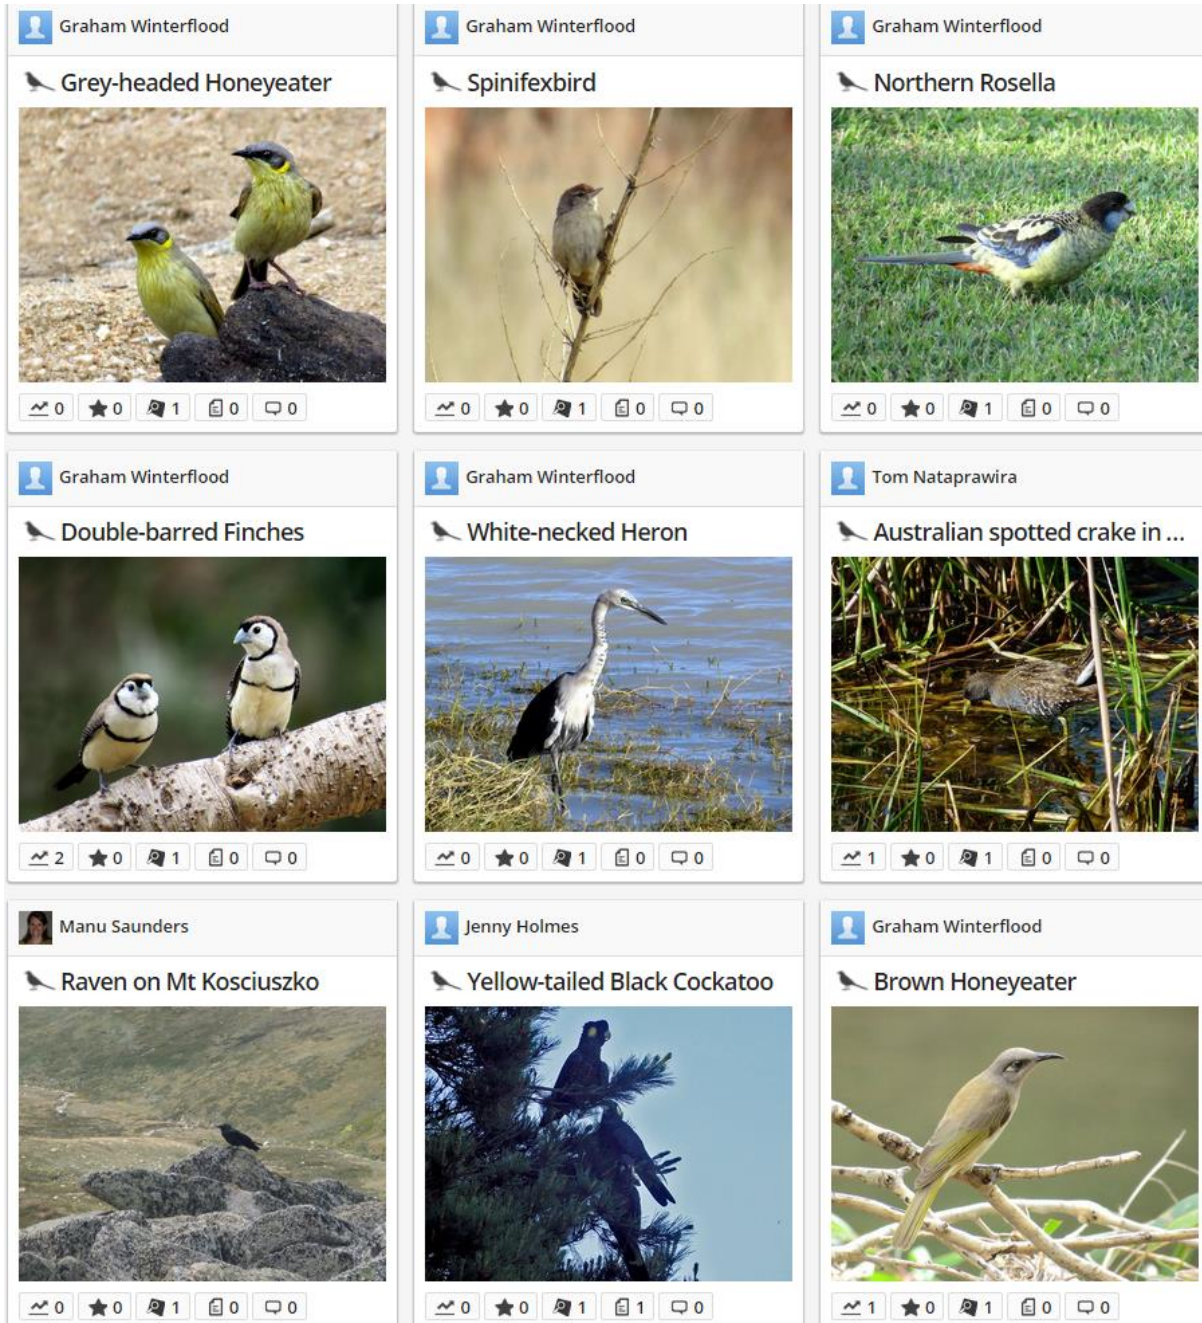 Graham Winterflood
Grey-headed Honeyeater
0 0 1 0 0
Graham Winterflood
Spinifexbird
0 0 1 0 0
Graham Winterflood
Northern Rosella
0 0 1 0 0
Graham Winterflood
Double-barred Finches
2 0 1 0 0
Graham Winterflood
White-necked Heron
0 0 1 0 0
Tom Nataprawira
Australian spotted crake in ...
1 0 1 0 0
Manu Saunders
Raven on Mt Kosciuszko
0 0 1 0 0
Jenny Holmes
Yellow-tailed Black Cockatoo
0 0 1 1 0
Graham Winterflood
Brown Honeyeater
1 0 1 0 0